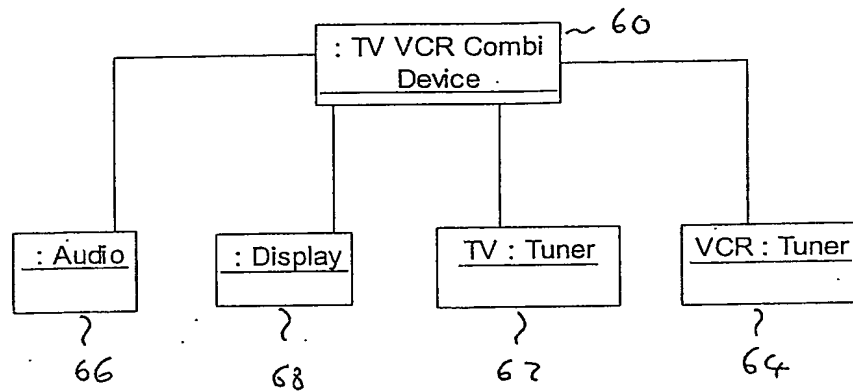 : TV VCR Combi
Device
60
: Audio
: Display
TV : Tuner
VCR : Tuner
66
68
62
64